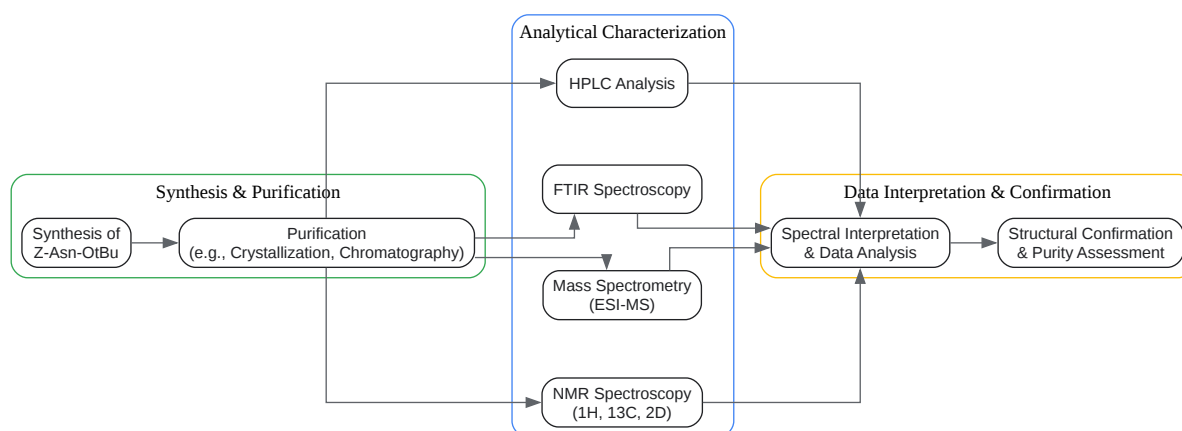 Analytical Characterization
HPLC Analysis
Synthesis & Purification
FTIR Spectroscopy
Data Interpretation & Confirmation
Synthesis of
Z-Asn-OtBu
Purification
(e.g., Crystallization, Chromatography)
Spectral Interpretation
& Data Analysis
Structural Confirmation
& Purity Assessment
Mass Spectrometry
(ESI-MS)
NMR Spectroscopy
(1H, 13C, 2D)